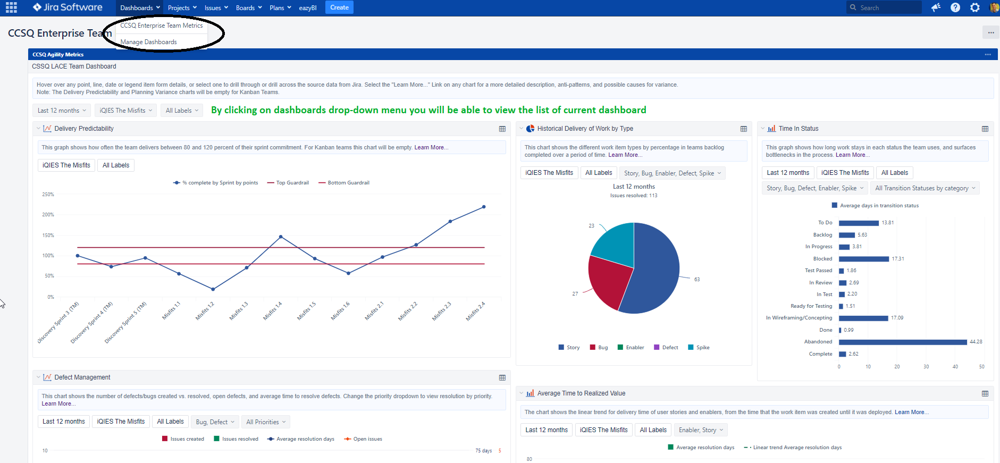 Jira Software Dashboards Projects Issues Boards Plans eazyBI Create Search
CCSQ Enterprise Team Metrics
CCSQ Enterprise Team
Manage Dashboards
CCSQ Agility Metrics
CSSQ LACE Team Dashboard
Hover over any point, line, date or legend item form details, or select one to drill through or drill across the source data from Jira. Select the "Learn More..." Link on any chart for a more detailed description, anti-patterns, and possible causes for variance.
Note: The Delivery Predictability and Planning Variance charts will be empty for Kanban Teams.
Last 12 months iQIES The Misfits All Labels
By clicking on dashboards drop-down menu you will be able to view the list of current dashboard
Delivery Predictability
This graph shows how often the team delivers between 80 and 120 percent of their sprint commitment. For Kanban teams this chart will be empty. Learn More...
iQIES The Misfits All Labels
% complete by Sprint by points Top Guardrail Bottom Guardrail
250%
200%
150%
100%
50%
0%
Discovery Sprint 3 (TM) Discovery Sprint 4 (TM) Discovery Sprint 5 (TM) Misfits 1.1 Misfits 1.2 Misfits 1.3 Misfits 1.4 Misfits 1.5 Misfits 1.6 Misfits 2.1 Misfits 2.2 Misfits 2.3 Misfits 2.4
Historical Delivery of Work by Type
This chart shows the different work item types by percentage in teams backlog
completed over a period of time. Learn More...
iQIES The Misfits All Labels Story, Bug, Enabler, Defect, Spike
Last 12 months
Issues resolved: 113
23
63
27
Story Bug Enabler Defect Spike
Time In Status
This graph shows how long work stays in each status the team uses, and surfaces
bottlenecks in the process. Learn More...
Last 12 months iQIES The Misfits All Labels
Story, Bug, Defect, Enabler, Spike All Transition Statuses by category
Average days in transition status
To Do 13.81
Backlog 5.63
In Progress 3.81
Blocked 17.31
Test Passed 1.86
In Review 2.69
In Test 2.20
Ready for Testing 1.51
In Wireframing/Concepting 17.09
Done 0.99
Abandoned 44.28
Complete 2.62
0 10 20 30 40 50
Defect Management
This chart shows the number of defects/bugs created vs. resolved, open defects, and average time to resolve defects. Change the priority dropdown to view resolution by priority.
Learn More...
Last 12 months iQIES The Misfits All Labels Bug, Defect All Priorities
Issues created Issues resolved Average resolution days Open issues
10 75 days 5
Average Time to Realized Value
The chart shows the linear trend for delivery time of user stories and enablers, from the time that the work item was created until it was deployed. Learn More...
Last 12 months iQIES The Misfits All Labels Enabler, Story
Average resolution days Linear trend Average resolution days
80